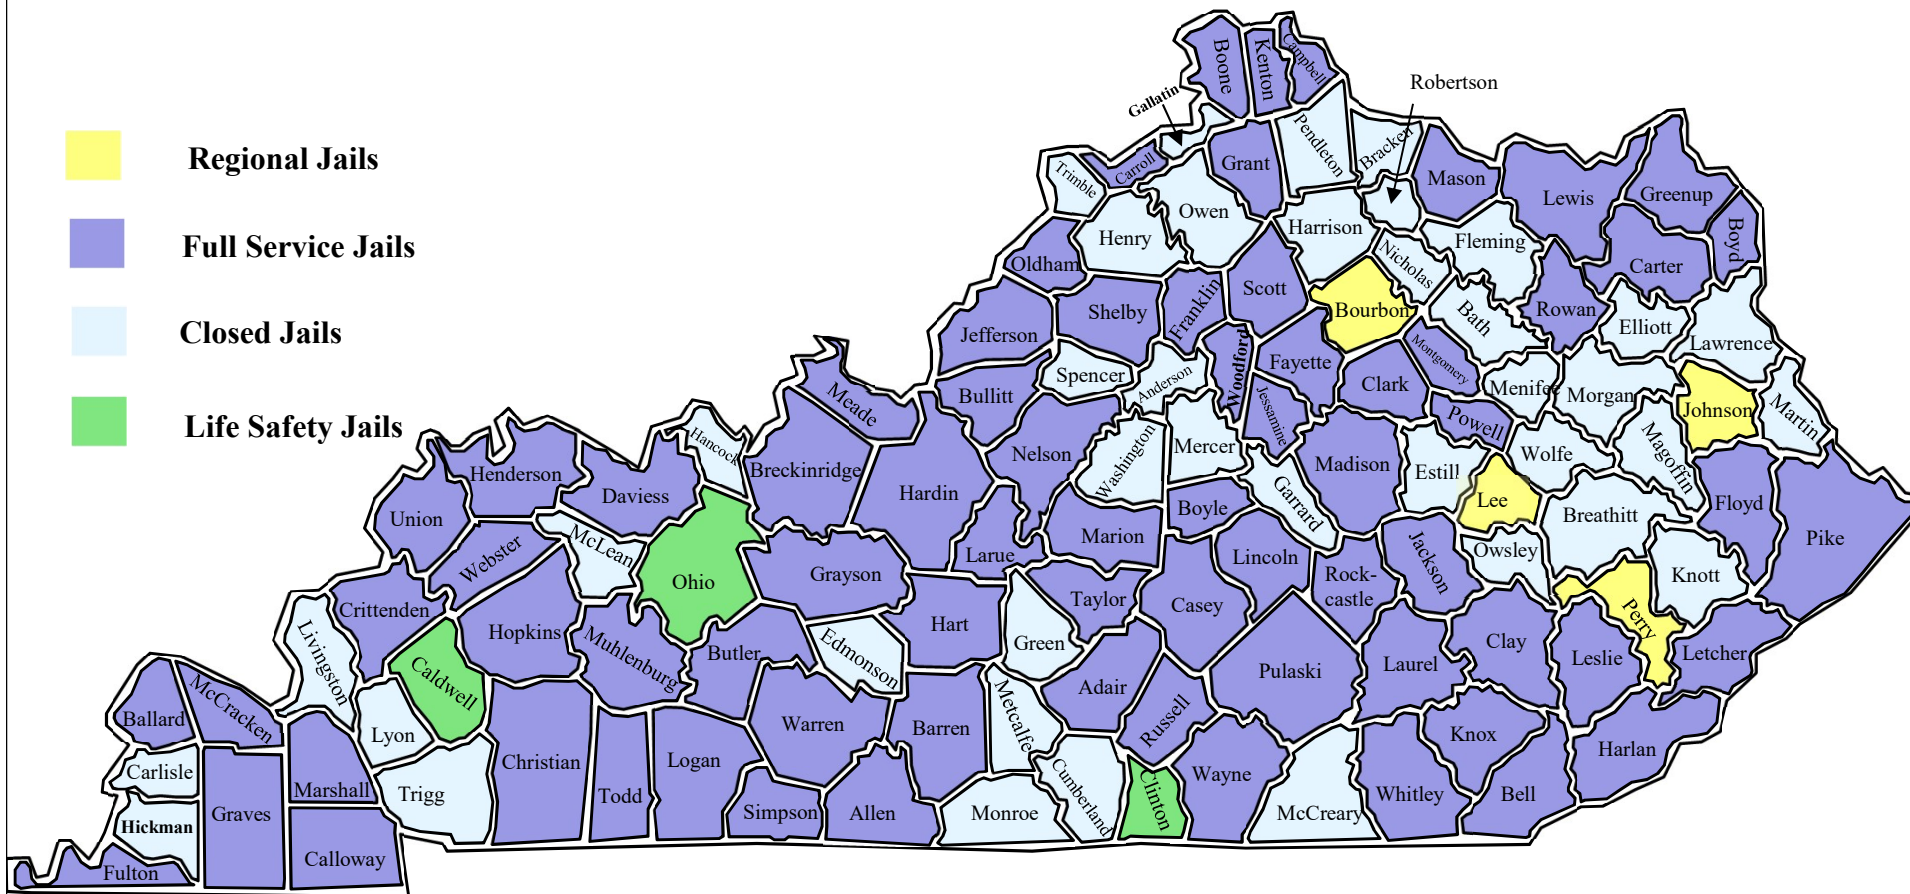 Regional Jails
Full Service Jails
Closed Jails
Life Safety Jails
Boone
Kenton
Campbell
Robertson
Gallatin
Pendleton
Bracken
Carroll
Grant
Trimble
Mason
Lewis
Greenup
Owen
Harrison
Henry
Fleming
Boyd
Nicholas
Oldham
Carter
Franklin
Scott
Shelby
Bourbon
Bath
Rowan
Elliott
Jefferson
Lawrence
Woodford
Fayette
Montgomery
Spencer
Anderson
Clark
Menifee
Morgan
Johnson
Martin
Meade
Bullitt
Jessamine
Powell
Hancock
Nelson
Washington
Mercer
Madison
Estill
Wolfe
Magoffin
Henderson
Breckinridge
Daviess
Hardin
Garrard
Lee
Floyd
Union
Boyle
Breathitt
Pike
McLean
Webster
Larue
Marion
Lincoln
Jackson
Owsley
Ohio
Grayson
Rock-
castle
Knott
Crittenden
Taylor
Casey
Hopkins
Hart
Perry
Livingston
Muhlenburg
Butler
Edmonson
Green
Clay
Leslie
Letcher
Caldwell
Pulaski
Laurel
McCracken
Adair
Ballard
Lyon
Warren
Barren
Metcalfe
Russell
Knox
Harlan
Carlisle
Christian
Logan
Wayne
Marshall
Trigg
Todd
Cumberland
Clinton
Whitley
Bell
Graves
Simpson
Allen
Monroe
McCreary
Hickman
Calloway
Fulton